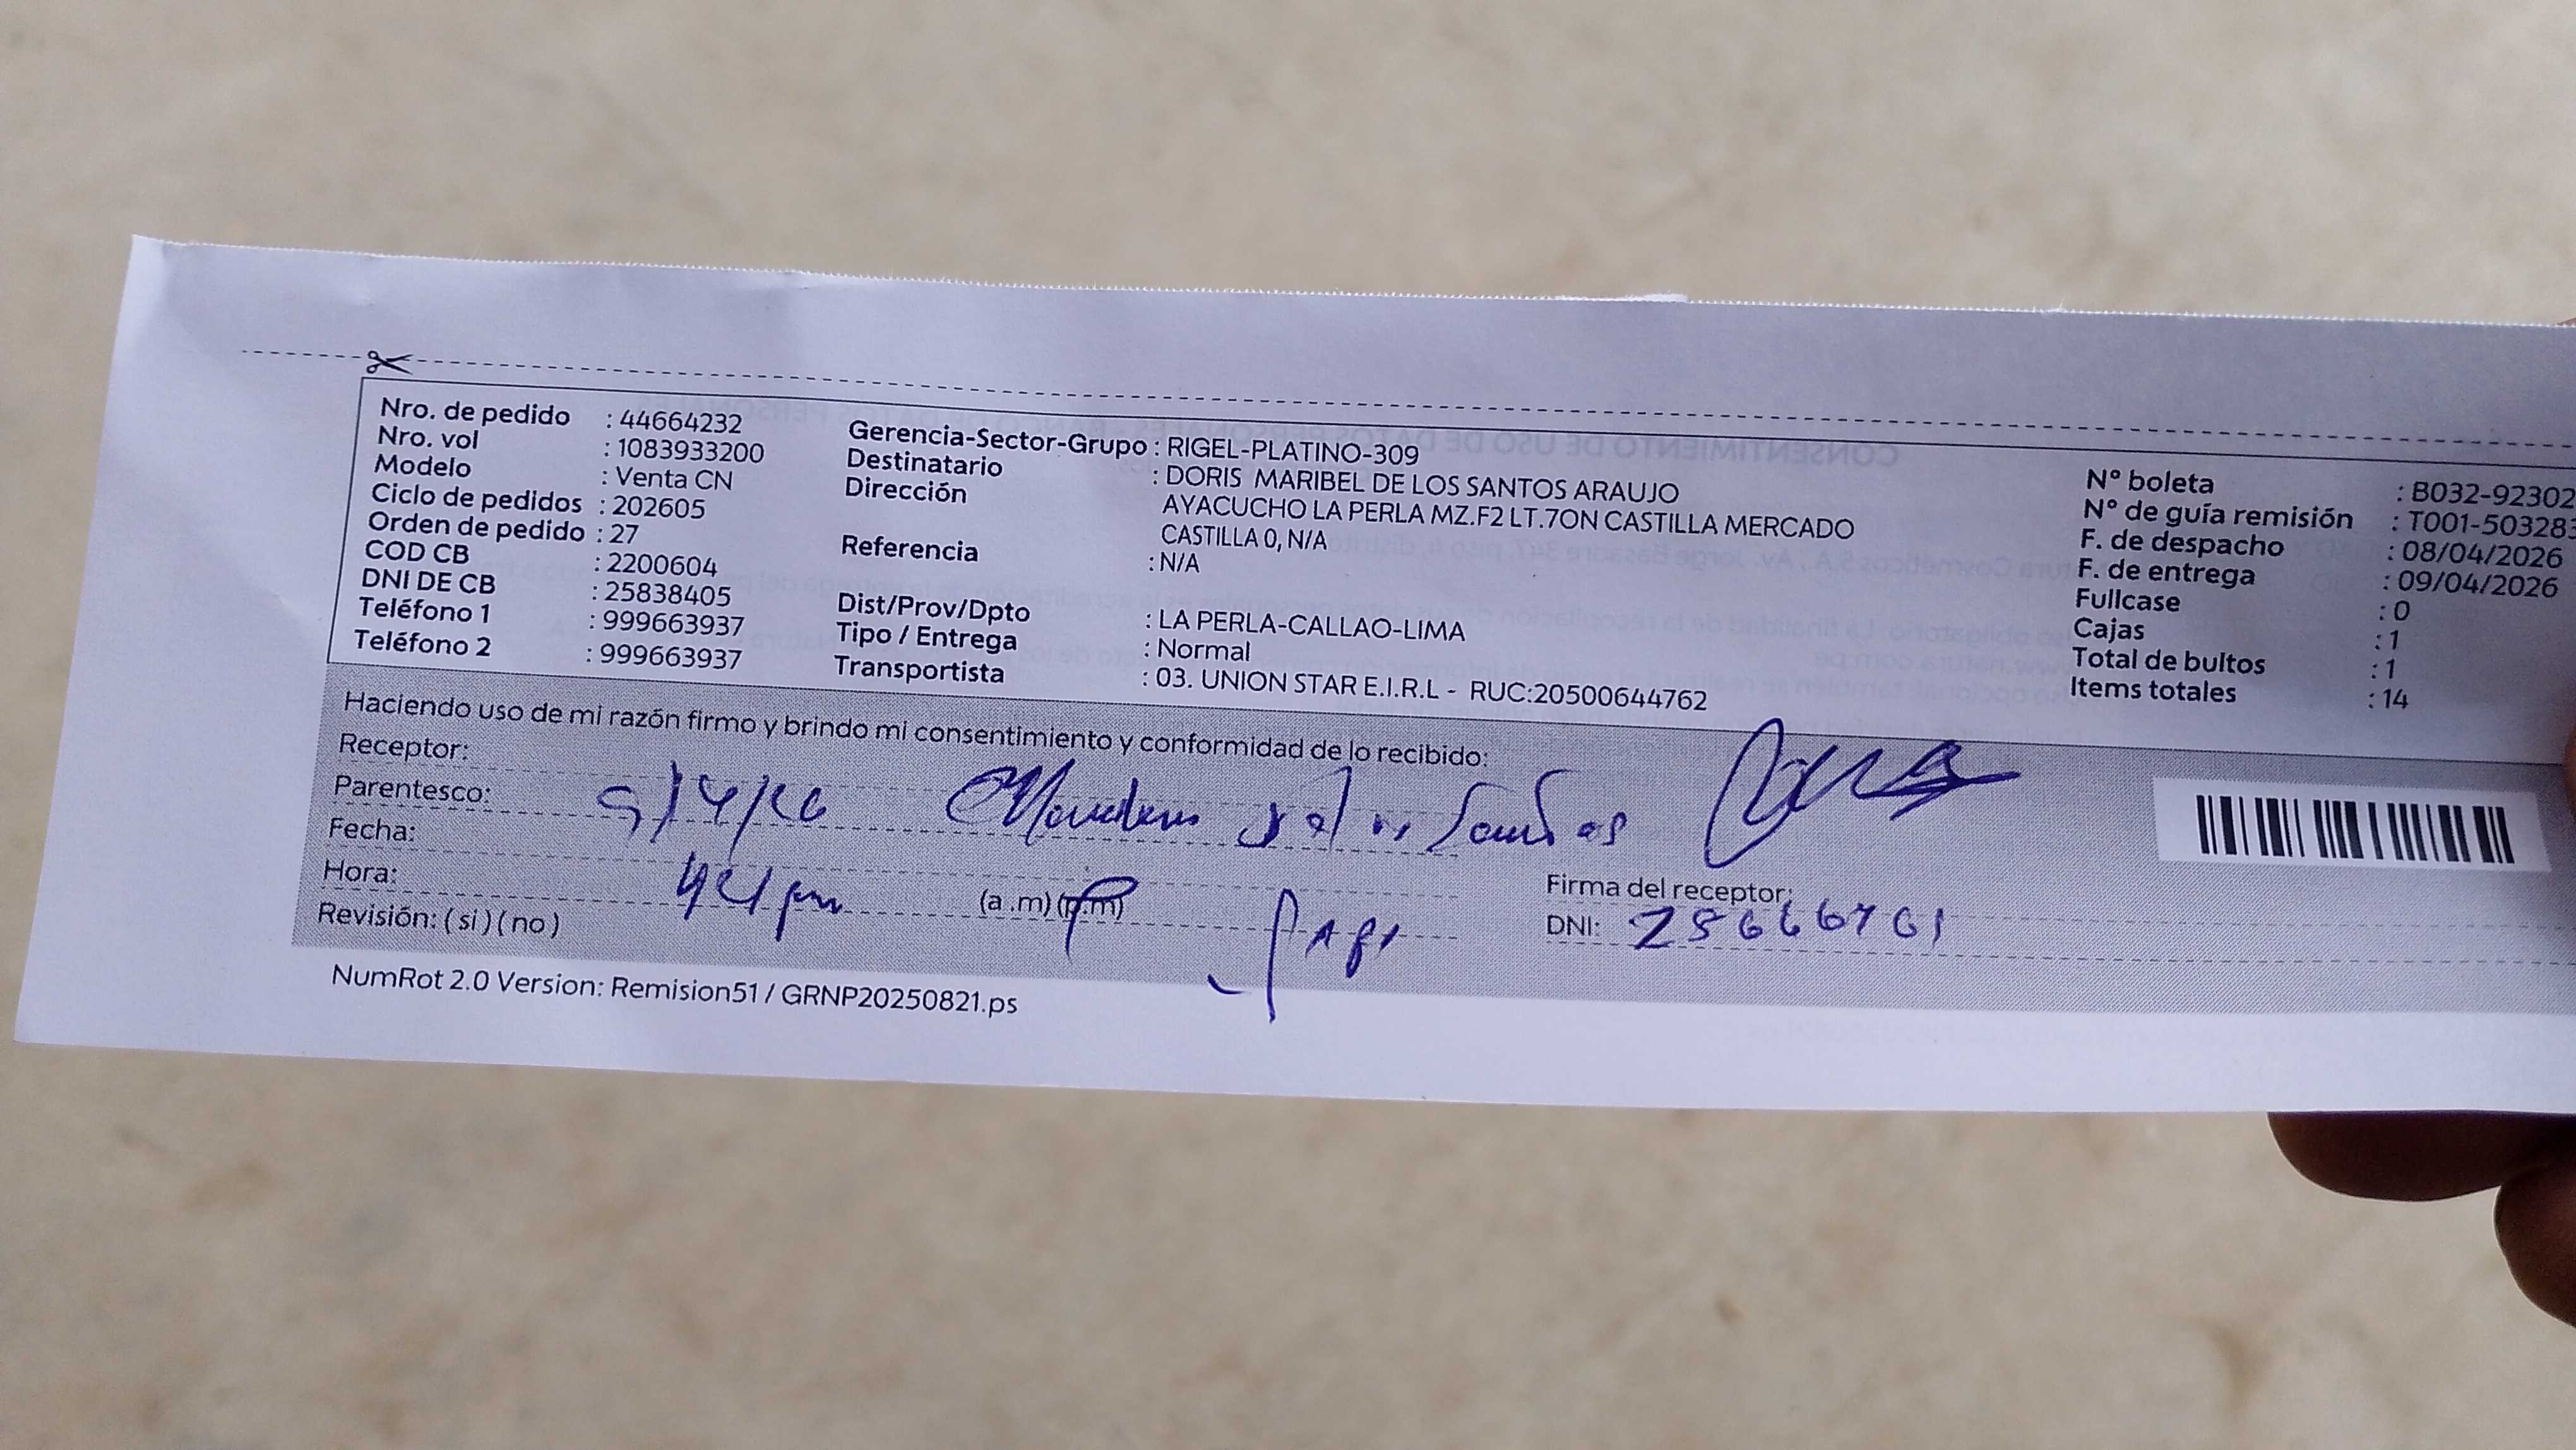 Nro. de pedido : 44664232
Nro. vol : 1083933200
Modelo : Venta CN
Ciclo de pedidos : 202605
Orden de pedido : 27
COD CB : 2200604
DNI DE CB : 25838405
Teléfono 1 : 999663937
Teléfono 2 : 999663937
Gerencia-Sector-Grupo : RIGEL-PLATINO-309
Destinatario : DORIS MARIBEL DE LOS SANTOS ARAUJO
Dirección AYACUCHO LA PERLA MZ.F2 LT.7ON CASTILLA MERCADO
CASTILLA 0, N/A
Referencia : N/A
Dist/Prov/Dpto : LA PERLA-CALLAO-LIMA
Tipo / Entrega : Normal
Transportista : 03. UNION STAR E.I.R.L - RUC:20500644762
N° boleta : B032-92302
N° de guía remisión : T001-503283
F. de despacho : 08/04/2026
F. de entrega : 09/04/2026
Fullcase : 0
Cajas : 1
Total de bultos : 1
Items totales : 14
Haciendo uso de mi razón firmo y brindo mi consentimiento y conformidad de lo recibido:
Receptor:
Parentesco:
Fecha:
Hora: (a.m) (p.m)
Revisión: ( si ) ( no )
Firma del receptor:
DNI:
NumRot 2.0 Version: Remision51 / GRNP20250821.ps